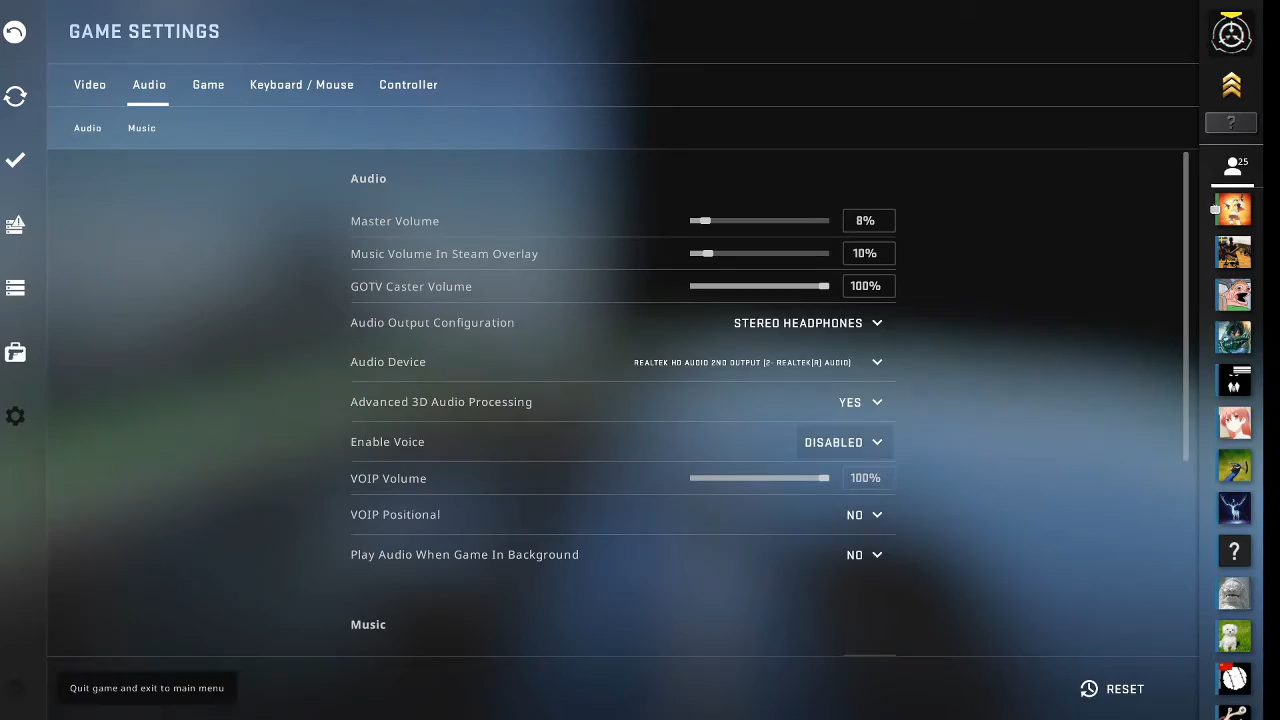 GAME SETTINGS
Video Audio Game Keyboard / Mouse Controller
Audio Music
?
25
Audio
Master Volume 8%
Music Volume In Steam Overlay 10%
GOTV Caster Volume 100%
Audio Output Configuration STEREO HEADPHONES
Audio Device REALTEK HD AUDIO 2ND OUTPUT (2- REALTEK(R) AUDIO)
Advanced 3D Audio Processing YES
Enable Voice DISABLED
VOIP Volume 100%
VOIP Positional NO
Play Audio When Game In Background NO
?
Music
Quit game and exit to main menu
RESET